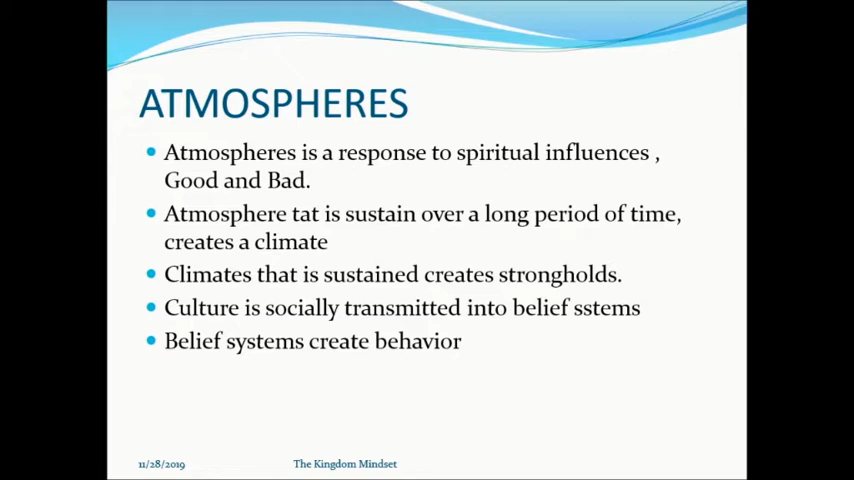 ATMOSPHERES
• Atmospheres is a response to spiritual influences ,
Good and Bad.
• Atmosphere tat is sustain over a long period of time,
creates a climate
• Climates that is sustained creates strongholds.
• Culture is socially transmitted into belief sstems
• Belief systems create behavior
11/28/2019 The Kingdom Mindset